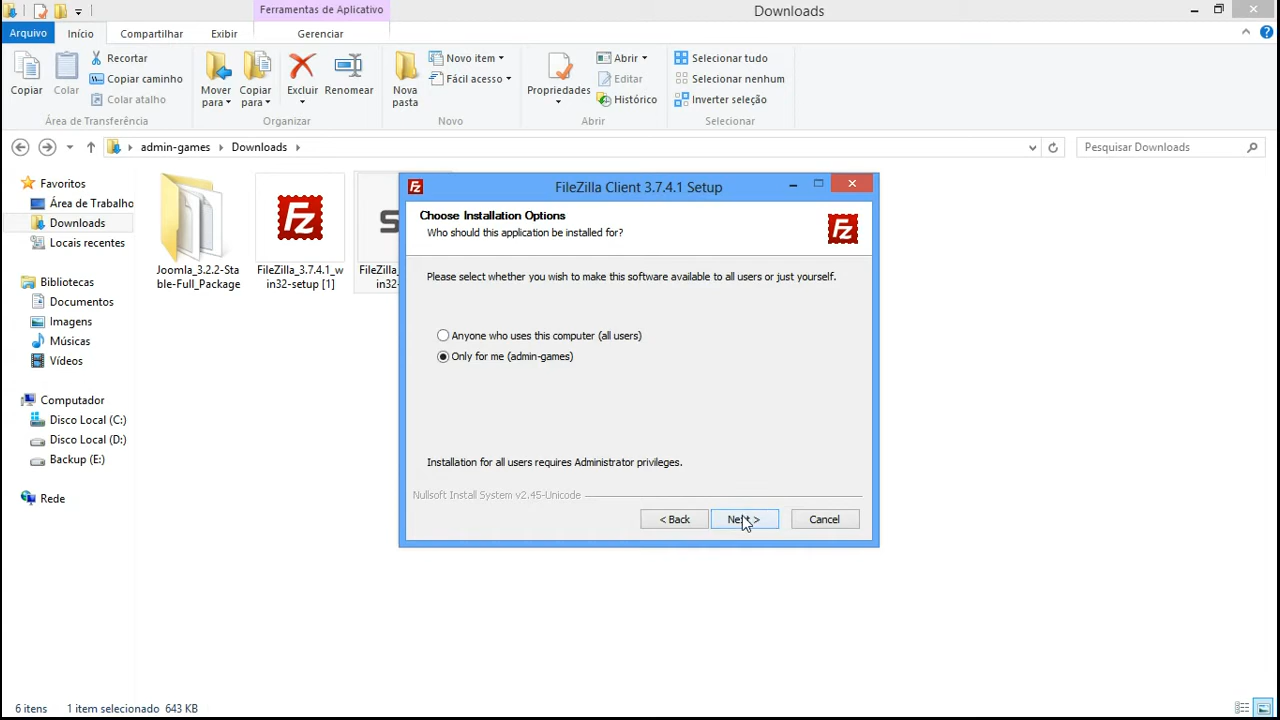 Ferramentas de Aplicativo
Downloads
Arquivo
Início
Compartilhar
Exibir
Gerenciar
Copiar
Colar
Recortar
Copiar caminho
Colar atalho
Área de Transferência
Mover para
Copiar para
Excluir
Renomear
Organizar
Nova pasta
Novo item
Fácil acesso
Novo
Propriedades
Abrir
Editar
Histórico
Abrir
Selecionar tudo
Selecionar nenhum
Inverter seleção
Selecionar
admin-games
Downloads
Pesquisar Downloads
Favoritos
Área de Trabalho
Downloads
Locais recentes
Bibliotecas
Documentos
Imagens
Músicas
Vídeos
Computador
Disco Local (C:)
Disco Local (D:)
Backup (E:)
Rede
Joomla_3.2.2-Sta
ble-Full_Package
FileZilla_3.7.4.1_w
in32-setup [1]
FileZilla_
in32-
FileZilla Client 3.7.4.1 Setup
Choose Installation Options
Who should this application be installed for?
Please select whether you wish to make this software available to all users or just yourself.
Anyone who uses this computer (all users)
Only for me (admin-games)
Installation for all users requires Administrator privileges.
Nullsoft Install System v2.45-Unicode
< Back
Next >
Cancel
6 itens
1 item selecionado 643 KB